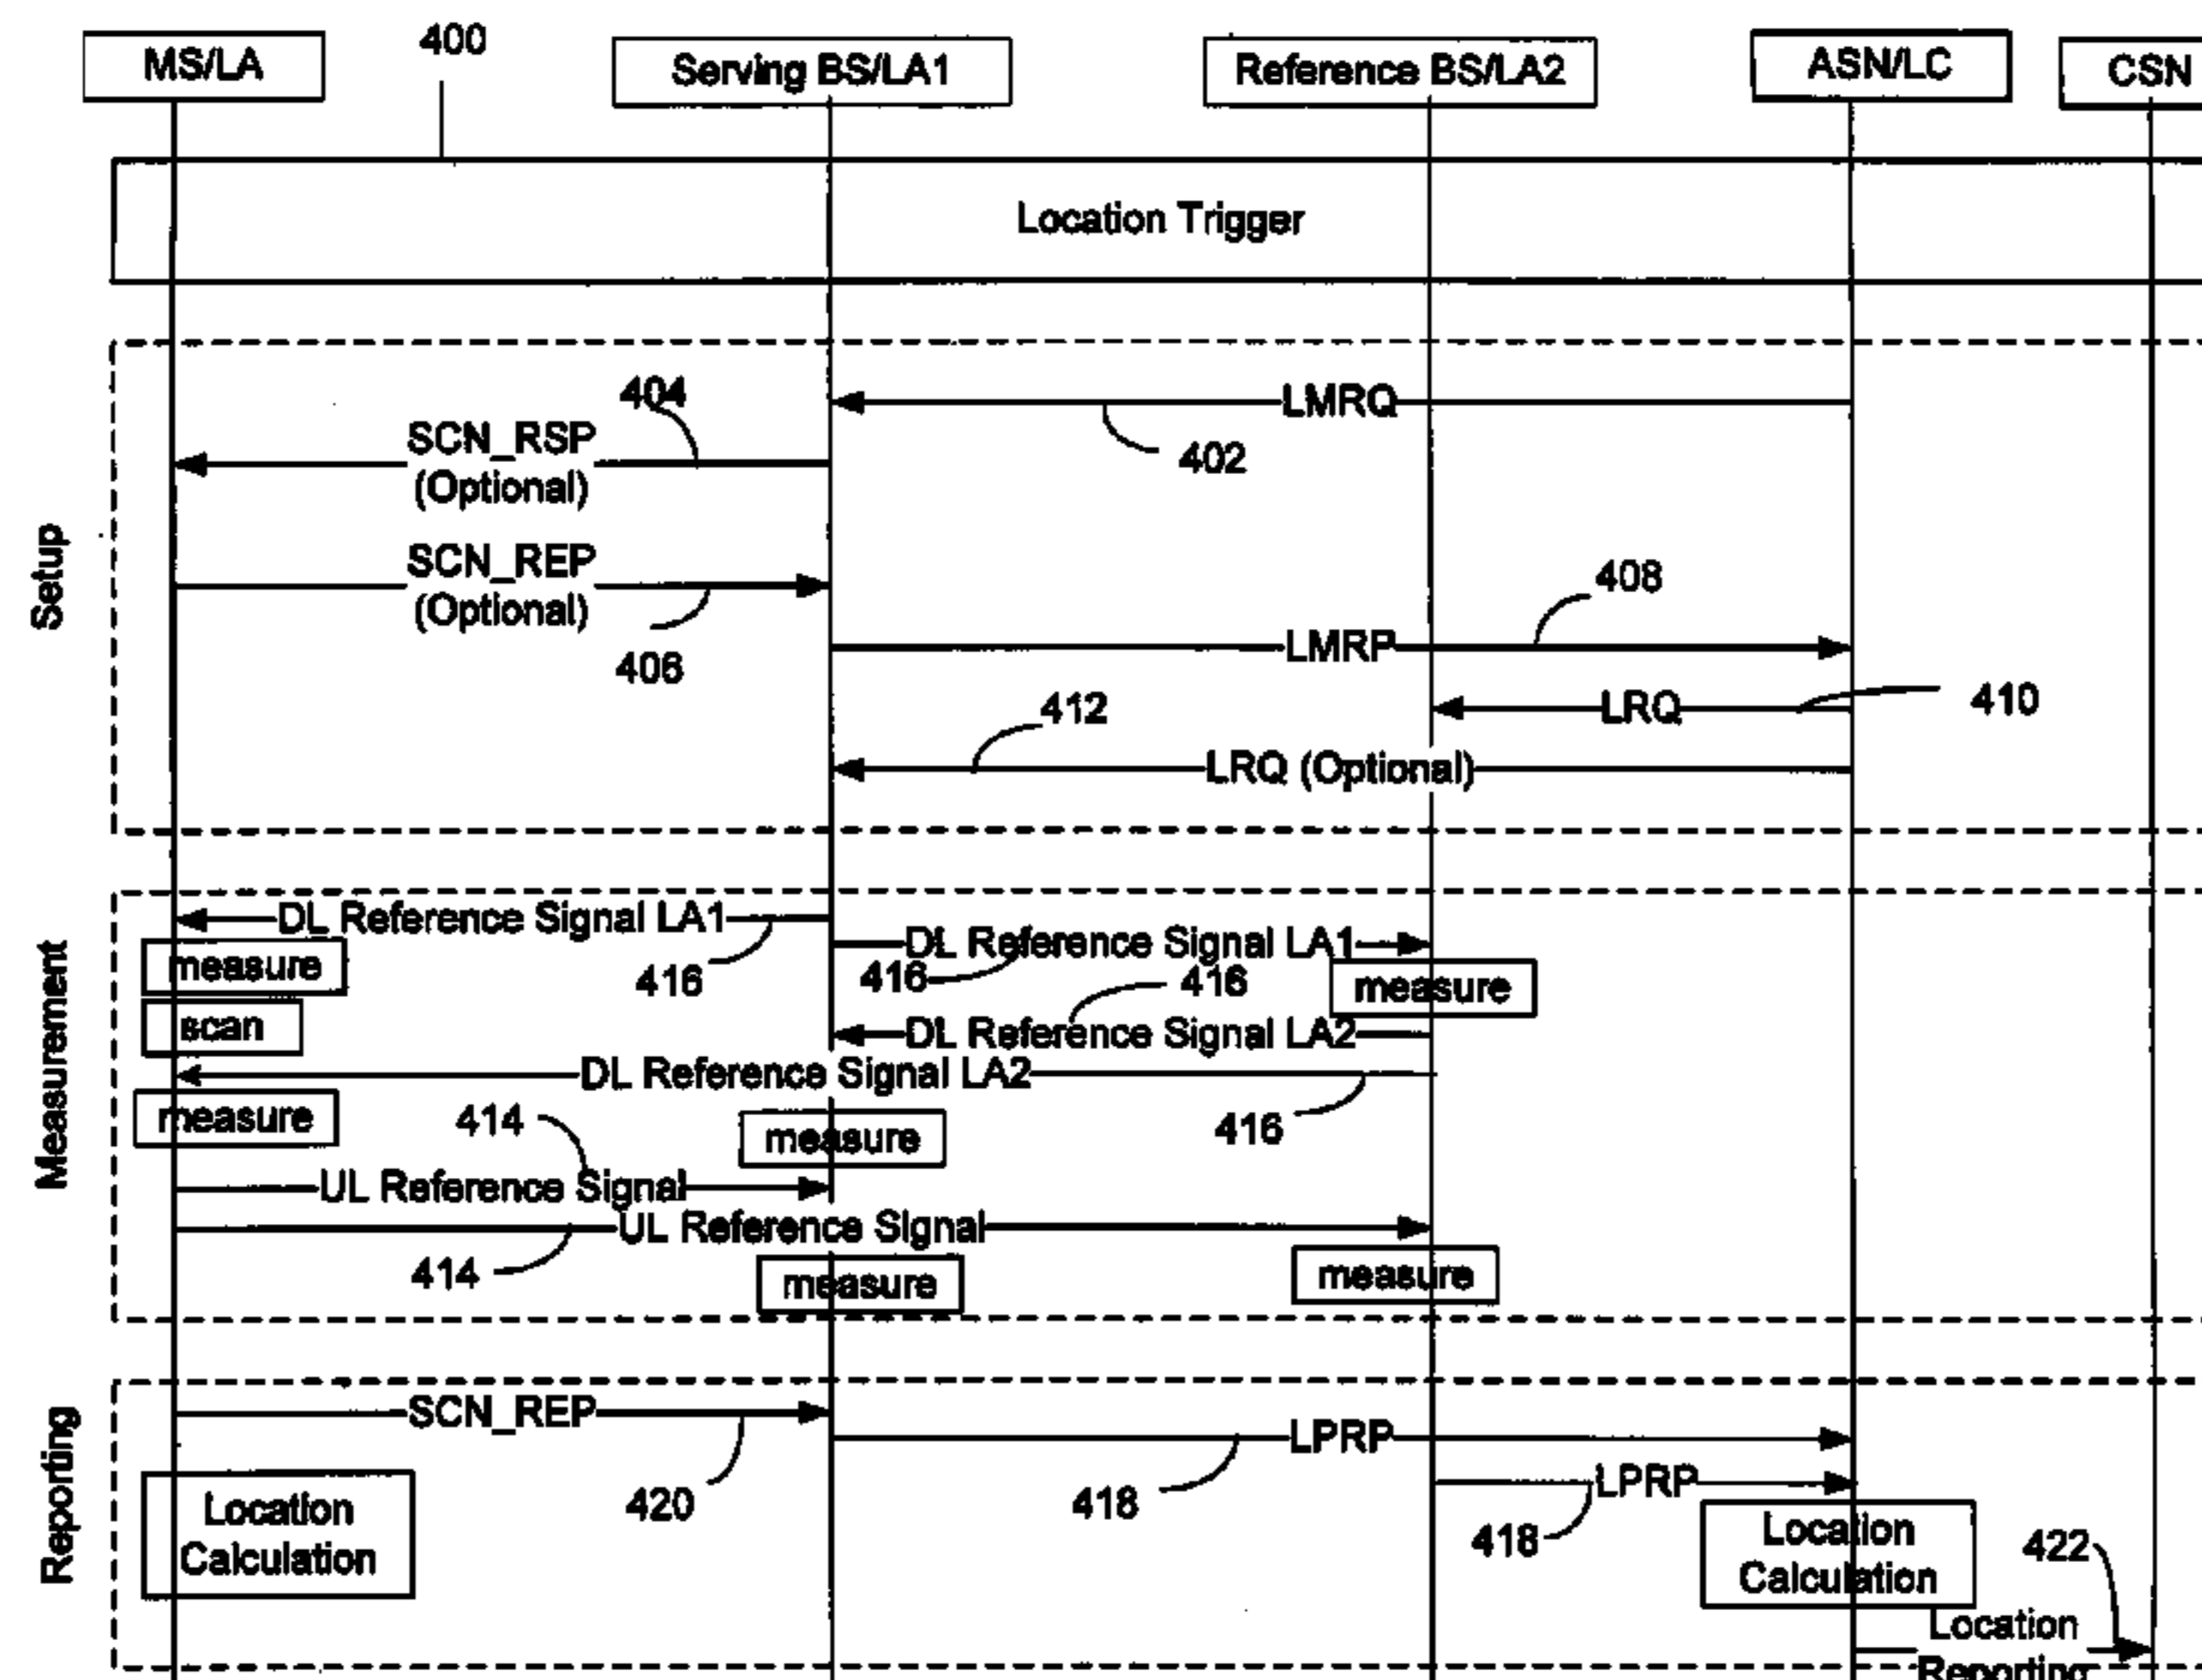 400
MS/LA
Serving BS/LA1
Reference BS/LA2
ASN/LC
CSN
Location Trigger
Setup
404
LMRQ
402
SCN_RSP
(Optional)
SCN_REP
(Optional)
406
408
LMRP
412
LRQ
410
LRQ (Optional)
Measurement
DL Reference Signal LA1
416
DL Reference Signal LA1
416
416
measure
measure
scan
DL Reference Signal LA2
DL Reference Signal LA2
416
measure
414
measure
UL Reference Signal
UL Reference Signal
414
measure
measure
Reporting
SCN_REP
420
LPRP
418
LPRP
418
Location
Calculation
Location
Calculation
422
Location
Reporting